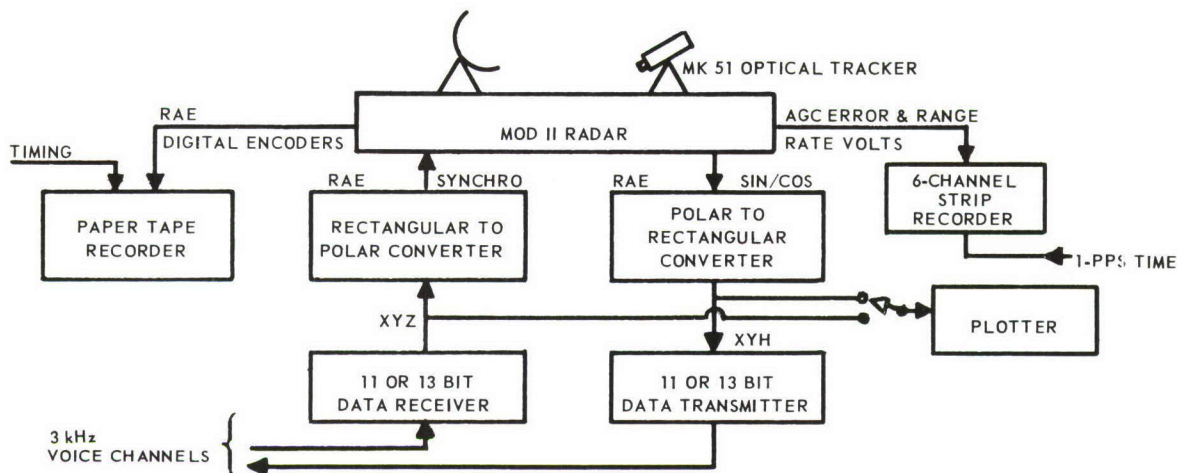 MK 51 OPTICAL TRACKER
RAE
DIGITAL ENCODERS
MOD II RADAR
AGC ERROR & RANGE
RATE VOLTS
TIMING
PAPER TAPE
RECORDER
RAE SYNCHRO
RECTANGULAR TO
POLAR CONVERTER
RAE SIN/COS
POLAR TO
RECTANGULAR
CONVERTER
6-CHANNEL
STRIP
RECORDER
1-PPS TIME
XYZ
XYH
PLOTTER
11 OR 13 BIT
DATA RECEIVER
11 OR 13 BIT
DATA TRANSMITTER
3 kHz
VOICE CHANNELS